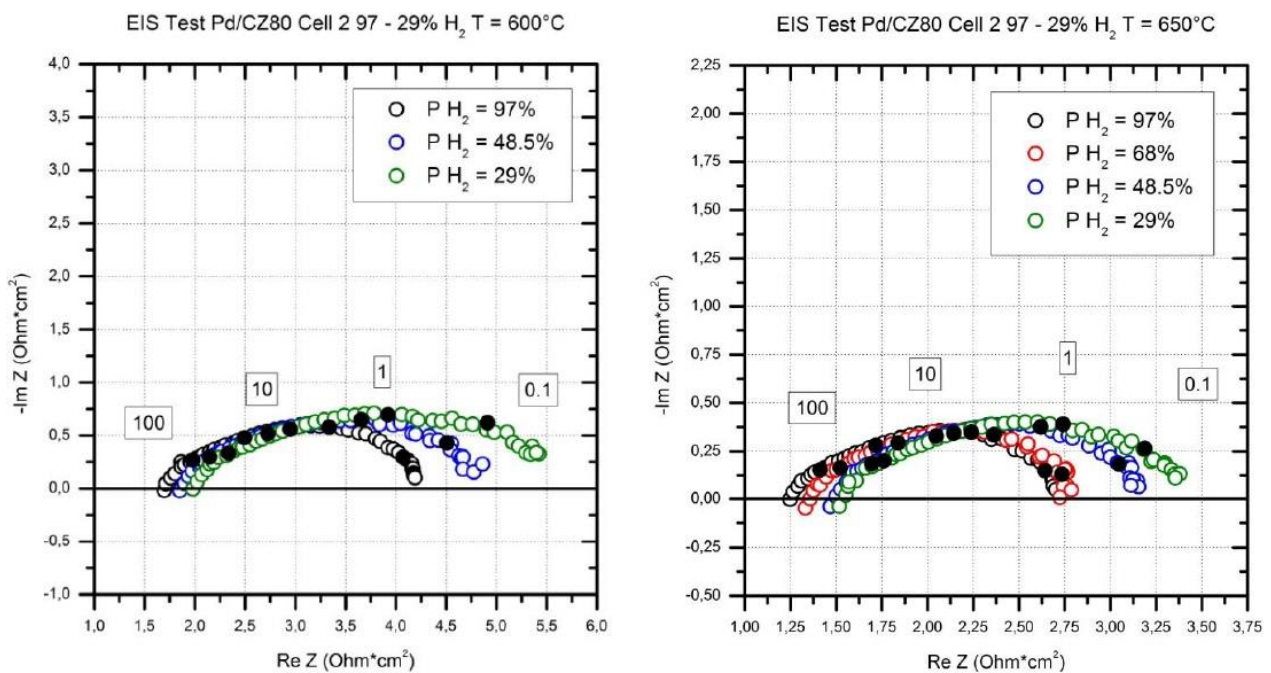 EIS Test Pd/CZ80 Cell 2 97 - 29% H₂ T = 600°C
4,0
3,5
3,0
2,5
2,0
1,5
1,0
0,5
0,0
-0,5
-1,0
-Im Z (Ohm*cm²)
P H₂ = 97%
P H₂ = 48.5%
P H₂ = 29%
100
10
1
0.1
1,0 1,5 2,0 2,5 3,0 3,5 4,0 4,5 5,0 5,5 6,0
Re Z (Ohm*cm²)
EIS Test Pd/CZ80 Cell 2 97 - 29% H₂ T = 650°C
2,25
2,00
1,75
1,50
1,25
1,00
0,75
0,50
0,25
0,00
-0,25
-0,50
-Im Z (Ohm*cm²)
P H₂ = 97%
P H₂ = 68%
P H₂ = 48.5%
P H₂ = 29%
100
10
1
0.1
1,00 1,25 1,50 1,75 2,00 2,25 2,50 2,75 3,00 3,25 3,50 3,75
Re Z (Ohm*cm²)